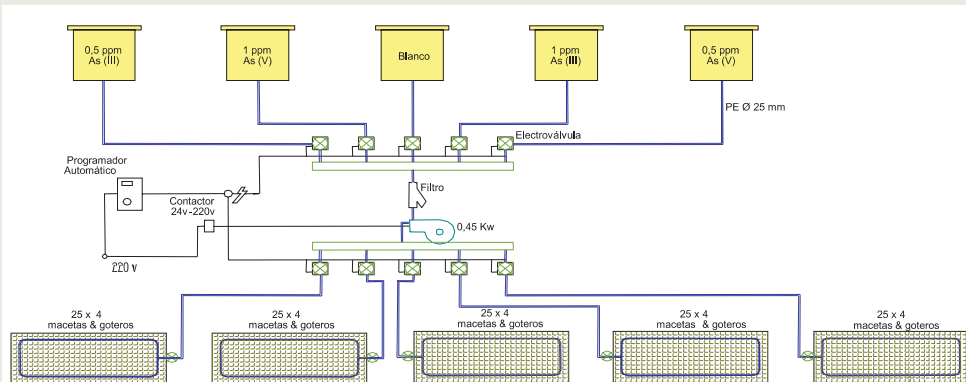 0,5 ppm
As (III)
1 ppm
As (V)
Blanco
1 ppm
As (III)
0,5 ppm
As (V)
PE Ø 25 mm
Electroválvula
Programador
Automático
Contactor
24v-220v
Filtro
0,45 Kw
220 v
25 x 4
macetas & goteros
25 x 4
macetas & goteros
25 x 4
macetas & goteros
25 x 4
macetas & goteros
25 x 4
macetas & goteros